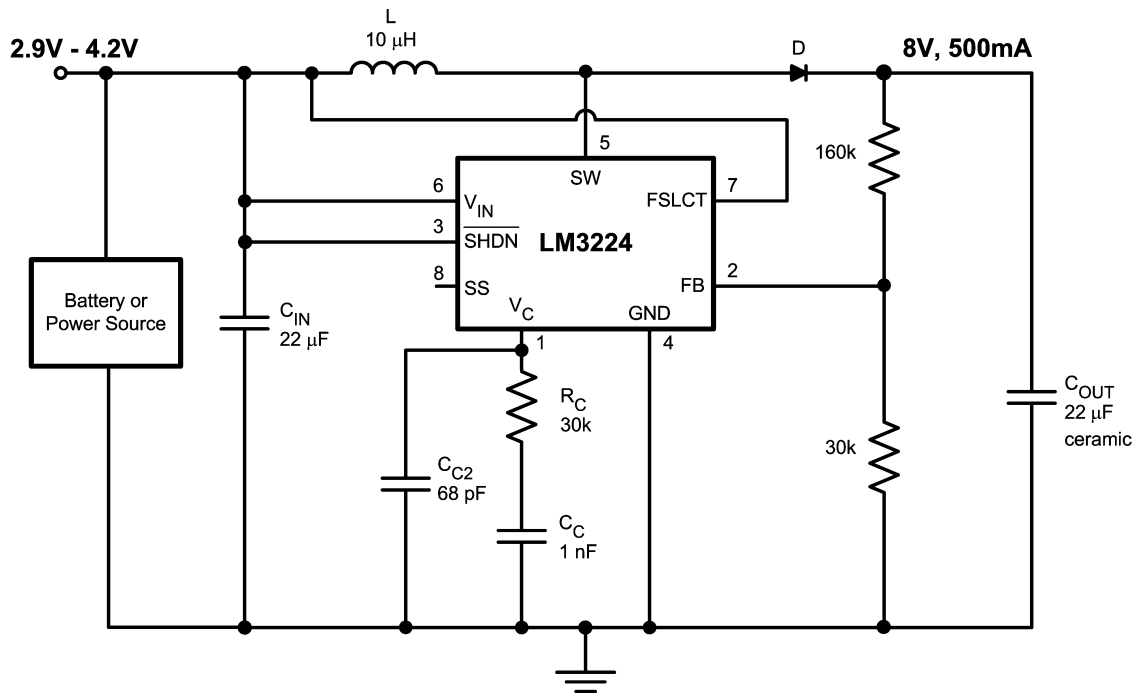 L
10 μH
2.9V - 4.2V
D
8V, 500mA
5
SW
160k
6
V_IN
7
FSLCT
3
SHDN
LM3224
8
SS
2
FB
V_C
GND
1
4
Battery or
Power Source
C_IN
22 μF
R_C
30k
C_OUT
22 μF
ceramic
30k
C_C2
68 pF
C_C
1 nF